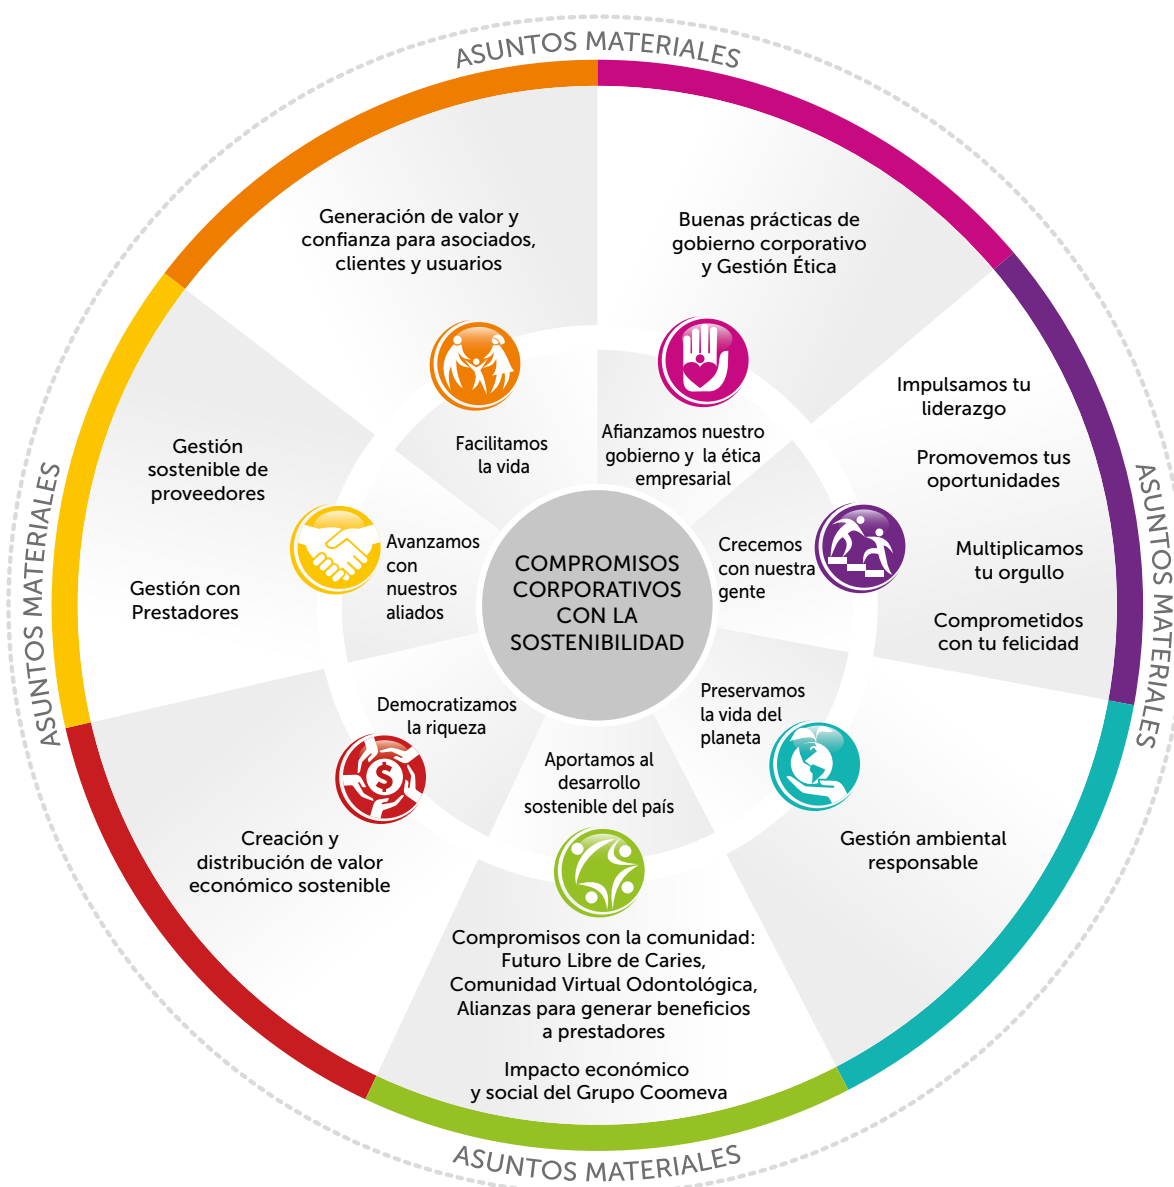 ASUNTOS MATERIALES
Generación de valor y
confianza para asociados,
clientes y usuarios
Buenas prácticas de
gobierno corporativo
y Gestión Ética
Impulsamos tu
liderazgo
Promovemos tus
oportunidades
Multiplicamos
tu orgullo
Comprometidos
con tu felicidad
ASUNTOS MATERIALES
Gestión
sostenible de
proveedores
Gestión con
Prestadores
ASUNTOS MATERIALES
Facilitamos
la vida
Afianzamos nuestro
gobierno y la ética
empresarial
Avanzamos
con
nuestros
aliados
Crecemos
con nuestra
gente
COMPROMISOS
CORPORATIVOS
CON LA
SOSTENIBILIDAD
Democratizamos
la riqueza
Preservamos
la vida del
planeta
Aportamos al
desarrollo
sostenible del país
$
Creación y
distribución de valor
económico sostenible
Gestión ambiental
responsable
Compromisos con la comunidad:
Futuro Libre de Caries,
Comunidad Virtual Odontológica,
Alianzas para generar beneficios
a prestadores
Impacto económico
y social del Grupo Coomeva
ASUNTOS MATERIALES